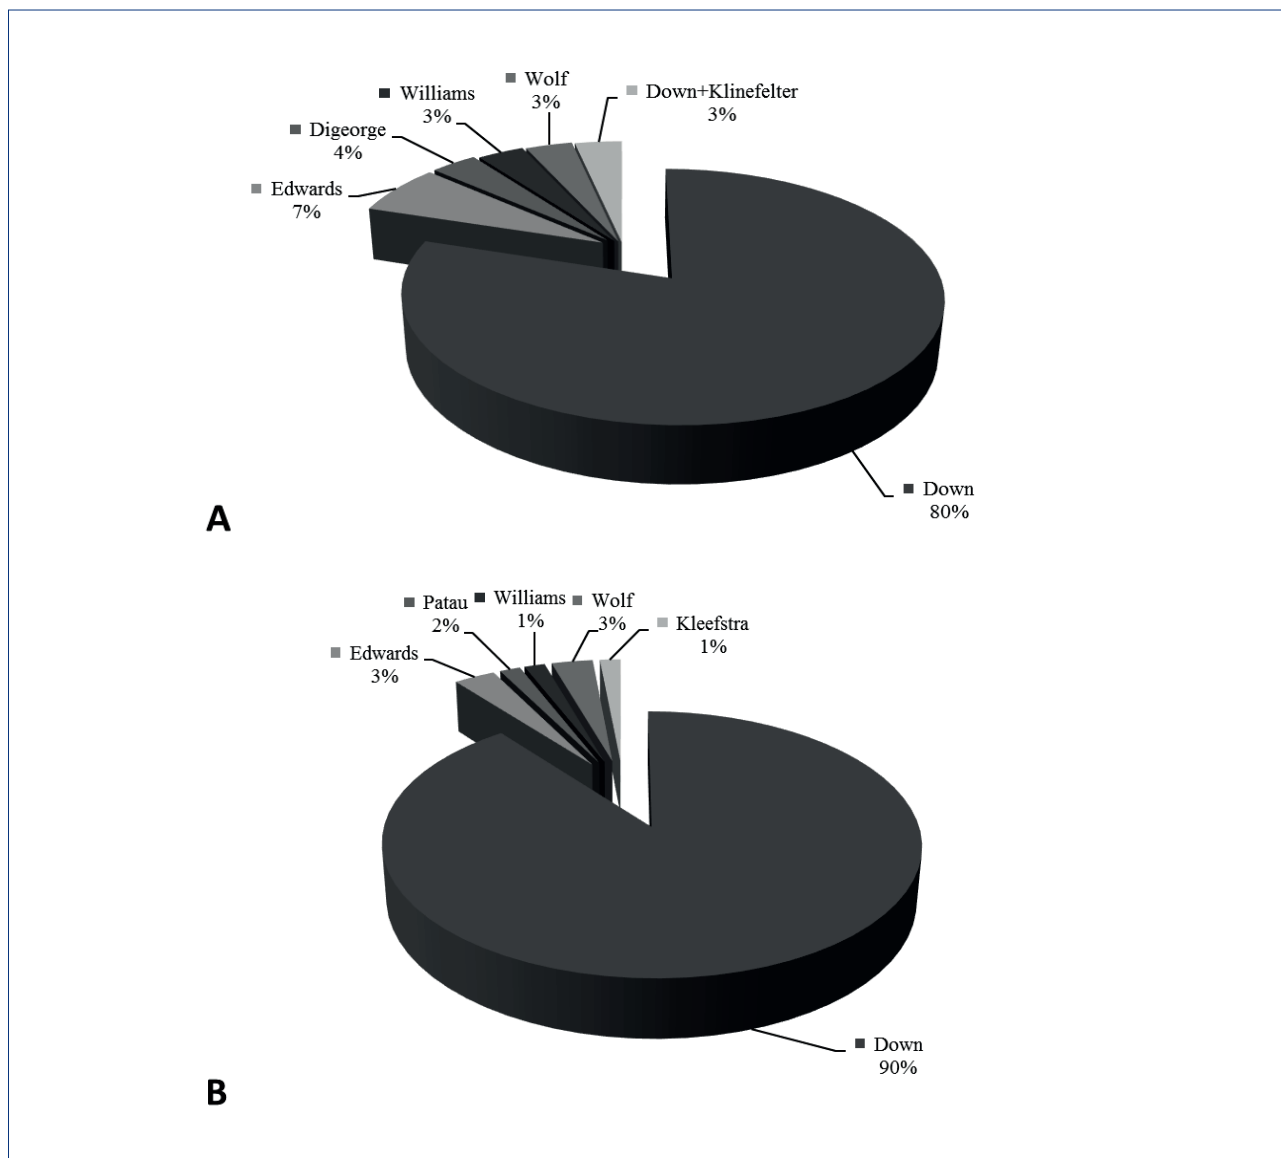 Wolf
3%
Williams
3%
Down+Klinefelter
3%
Digeorge
4%
Edwards
7%
Down
80%
A
Patau
2%
Williams
1%
Wolf
3%
Kleefstra
1%
Edwards
3%
Down
90%
B